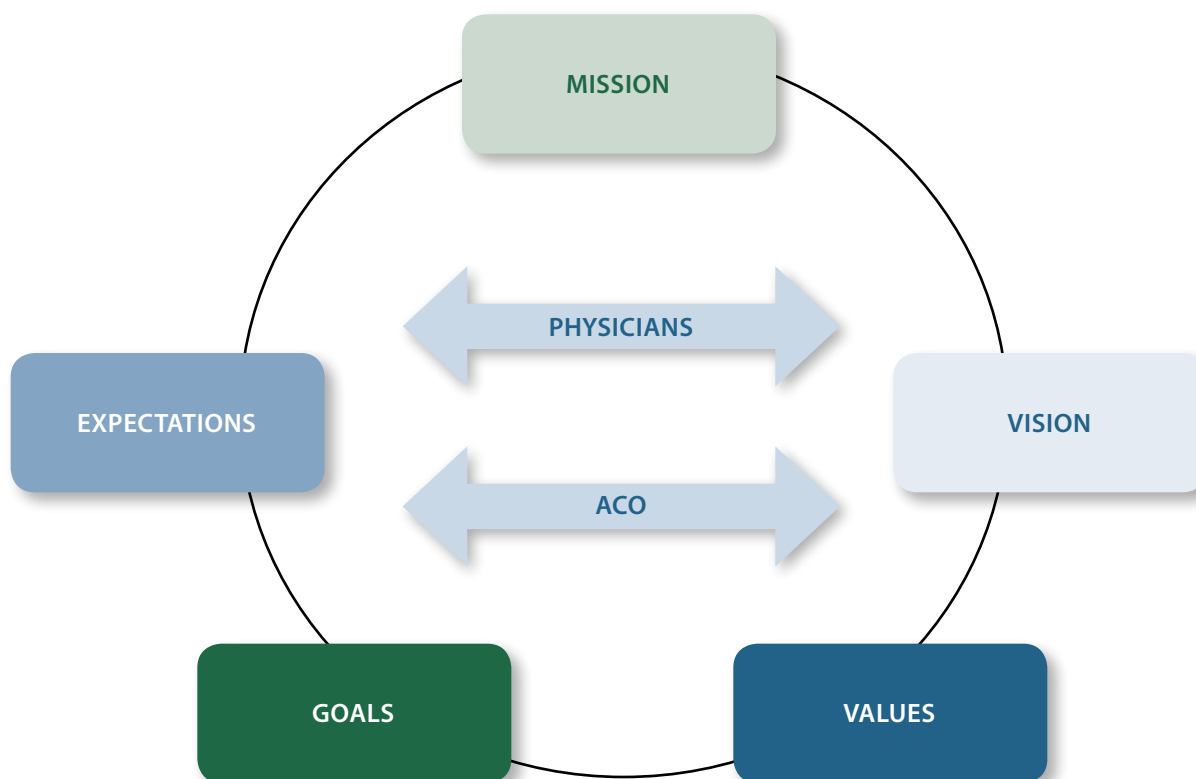 MISSION
PHYSICIANS
EXPECTATIONS
VISION
ACO
GOALS
VALUES